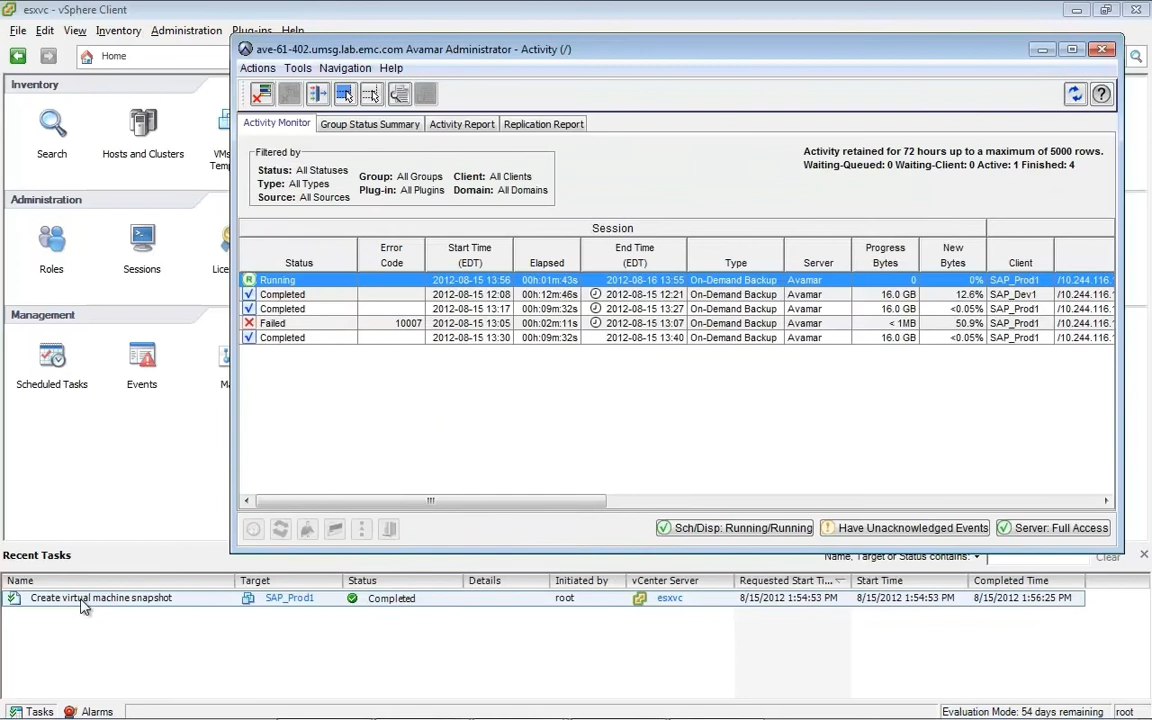 esxvc - vSphere Client
File Edit View Inventory Administration Plug-ins Help
Home
Inventory
Search
Hosts and Clusters
VMs
Temp
Administration
Roles
Sessions
Lice
Management
Scheduled Tasks
Events
Ma
ave-61-402.umsg.lab.emc.com Avamar Administrator - Activity (/)
Actions Tools Navigation Help
Activity Monitor Group Status Summary Activity Report Replication Report
Filtered by
Status: All Statuses
Type: All Types
Source: All Sources
Group: All Groups
Plug-in: All Plugins
Client: All Clients
Domain: All Domains
Activity retained for 72 hours up to a maximum of 5000 rows.
Waiting-Queued: 0 Waiting-Client: 0 Active: 1 Finished: 4
Session
Status Error Code Start Time (EDT) Elapsed End Time (EDT) Type Server Progress Bytes New Bytes Client
R Running 2012-08-15 13:56 00h:01m:43s 2012-08-16 13:55 On-Demand Backup Avamar 0 0% SAP_Prod1 /10.244.116.
Completed 2012-08-15 12:08 00h:12m:46s 2012-08-15 12:21 On-Demand Backup Avamar 16.0 GB 12.6% SAP_Dev1 /10.244.116.
Completed 2012-08-15 13:17 00h:09m:32s 2012-08-15 13:27 On-Demand Backup Avamar 16.0 GB <0.05% SAP_Prod1 /10.244.116.
Failed 10007 2012-08-15 13:05 00h:02m:11s 2012-08-15 13:07 On-Demand Backup Avamar < 1MB 50.9% SAP_Prod1 /10.244.116.
Completed 2012-08-15 13:30 00h:09m:32s 2012-08-15 13:40 On-Demand Backup Avamar 16.0 GB <0.05% SAP_Prod1 /10.244.116.
Sch/Disp: Running/Running Have Unacknowledged Events Server: Full Access
Recent Tasks
Name, Target or Status contains: Clear
Name Target Status Details Initiated by vCenter Server Requested Start Ti... Start Time Completed Time
Create virtual machine snapshot SAP_Prod1 Completed root esxvc 8/15/2012 1:54:53 PM 8/15/2012 1:54:53 PM 8/15/2012 1:56:25 PM
Tasks Alarms
Evaluation Mode: 54 days remaining root